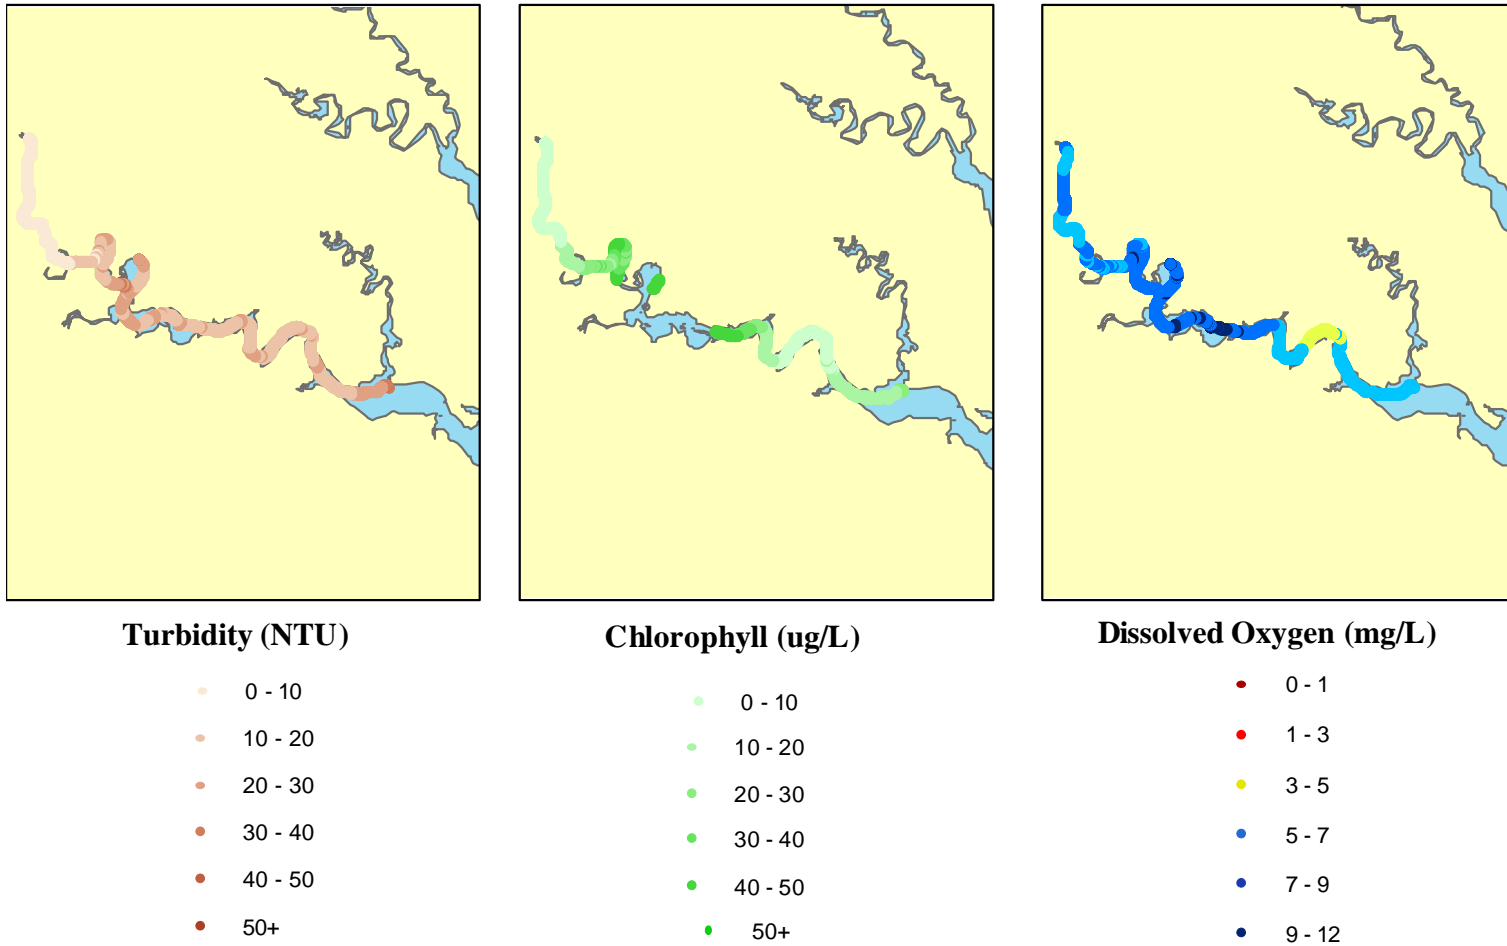 Turbidity (NTU)
0 - 10
10 - 20
20 - 30
30 - 40
40 - 50
50+
Chlorophyll (ug/L)
0 - 10
10 - 20
20 - 30
30 - 40
40 - 50
50+
Dissolved Oxygen (mg/L)
0 - 1
1 - 3
3 - 5
5 - 7
7 - 9
9 - 12